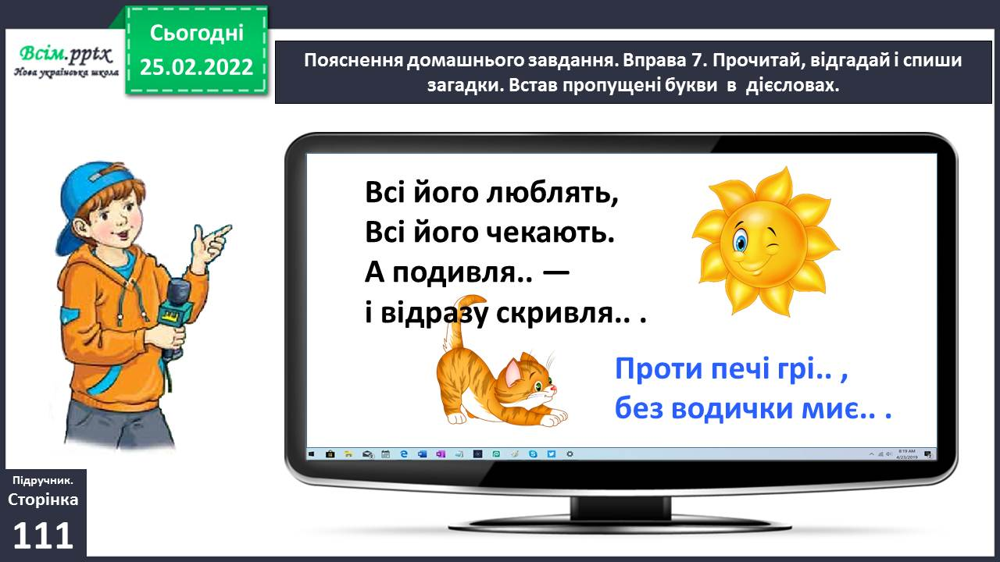 Всім.pptx
Нова українська школа
Сьогодні
25.02.2022
Пояснення домашнього завдання. Вправа 7. Прочитай, відгадай і спиши
загадки. Встав пропущені букви в дієсловах.
Всі його люблять,
Всі його чекають.
А подивля.. —
і відразу скривля.. .
Проти печі грі.. ,
без водички миє.. .
8:19 AM
4/23/2019
Підручник.
Сторінка
111